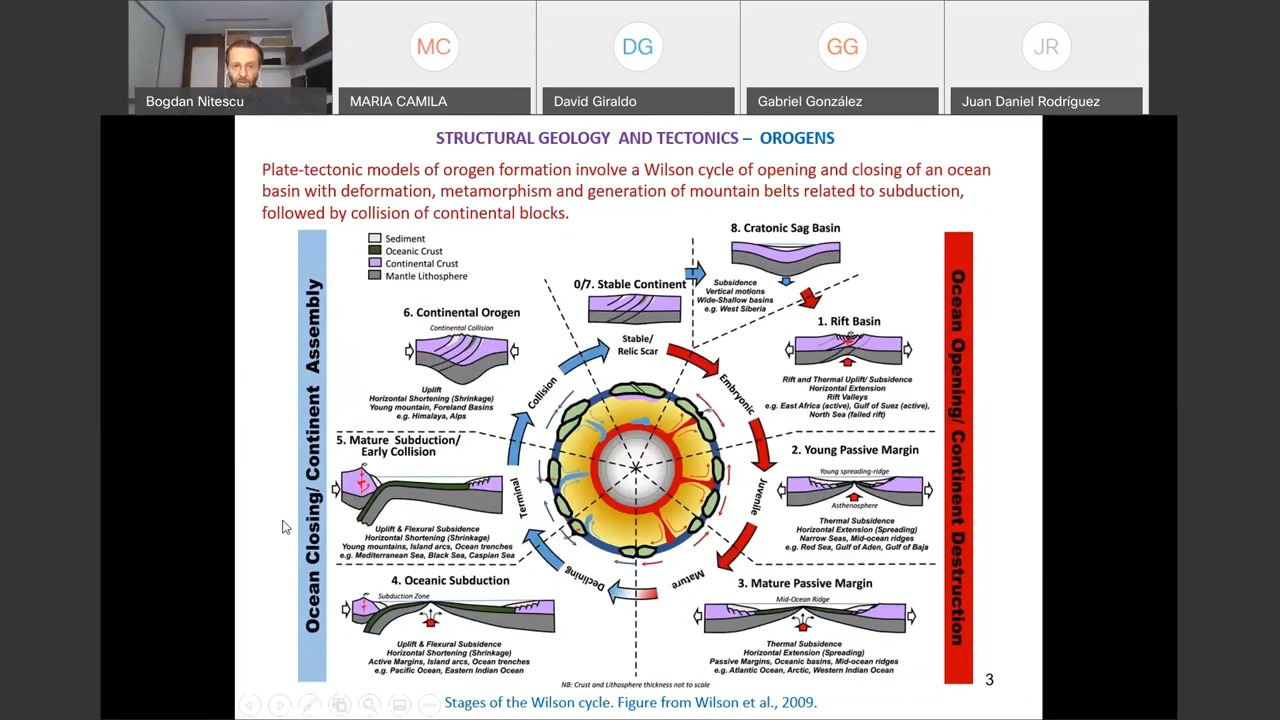 MC
DG
GG
JR
Bogdan Nitescu
MARIA CAMILA
David Giraldo
Gabriel González
Juan Daniel Rodríguez
STRUCTURAL GEOLOGY AND TECTONICS – OROGENS
Plate-tectonic models of orogen formation involve a Wilson cycle of opening and closing of an ocean
basin with deformation, metamorphism and generation of mountain belts related to subduction,
followed by collision of continental blocks.
Ocean Closing/ Continent Assembly
Sediment
Oceanic Crust
Continental Crust
Mantle Lithosphere
8. Cratonic Sag Basin
Subsidence
Vertical motions
Wide-Shallow basins
e.g. West Siberia
0/7. Stable Continent
Stable/
Relic Scar
1. Rift Basin
Rift and Thermal Uplift/ Subsidence
Horizontal Extension
Rift Valleys
e.g. East Africa (active), Gulf of Suez (active),
North Sea (failed rift)
Embryonic
2. Young Passive Margin
Young spreading-ridge
Asthenosphere
Thermal Subsidence
Horizontal Extension (Spreading)
Narrow Seas, Mid-ocean ridges
e.g. Red Sea, Gulf of Aden, Gulf of Baja
Juvenile
3. Mature Passive Margin
Mid-Ocean Ridge
Thermal Subsidence
Horizontal Extension (Spreading)
Passive Margins, Oceanic basins, Mid-ocean ridges
e.g. Atlantic Ocean, Arctic, Western Indian Ocean
Mature
4. Oceanic Subduction
Subduction Zone
Uplift & Flexural Subsidence
Horizontal Shortening (Shrinkage)
Active Margins, Island arcs, Ocean trenches
e.g. Pacific Ocean, Eastern Indian Ocean
Declining
5. Mature Subduction/
Early Collision
Uplift & Flexural Subsidence
Horizontal Shortening (Shrinkage)
Young mountains, Island arcs, Ocean trenches
e.g. Mediterranean Sea, Black Sea, Caspian Sea
Terminal
6. Continental Orogen
Continental Collision
Uplift
Horizontal Shortening (Shrinkage)
Young mountain, Foreland Basins
e.g. Himalaya, Alps
Collision
Ocean Opening/ Continent Destruction
NB: Crust and Lithosphere thickness not to scale
3
Stages of the Wilson cycle. Figure from Wilson et al., 2009.